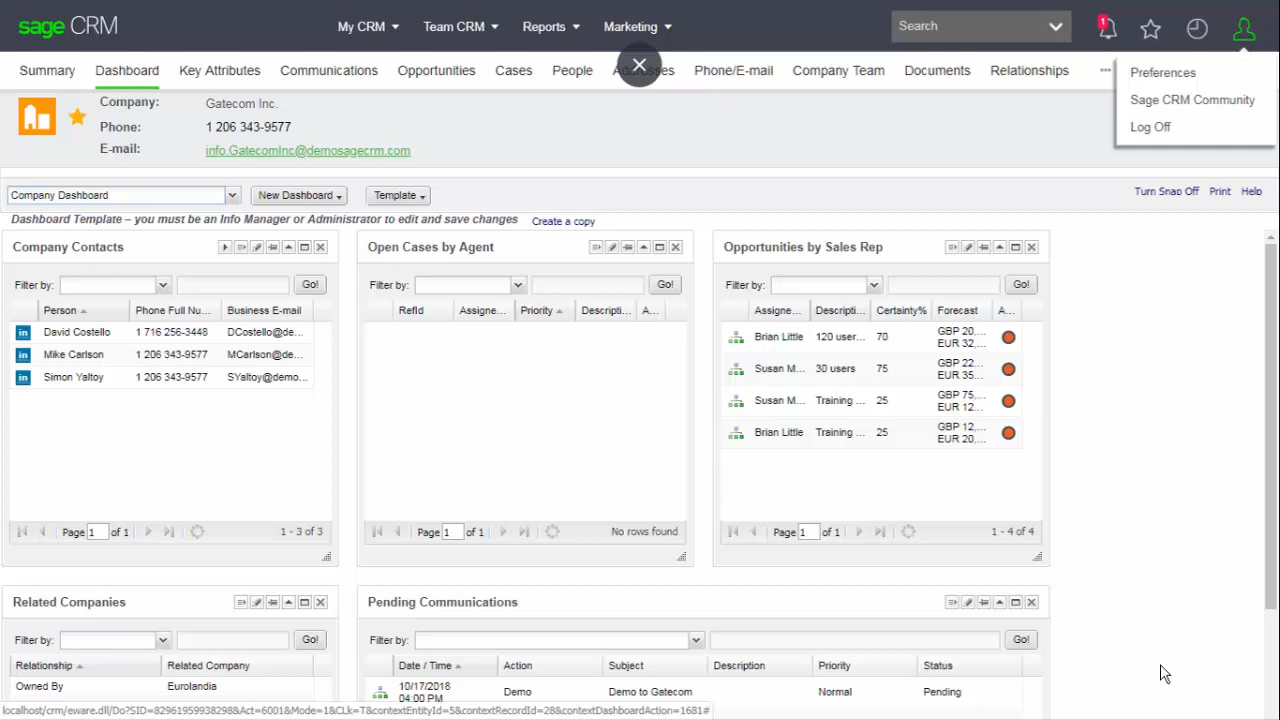 sage CRM
My CRM
Team CRM
Reports
Marketing
Search
1
Summary
Dashboard
Key Attributes
Communications
Opportunities
Cases
People
Addresses
Phone/E-mail
Company Team
Documents
Relationships
...
Preferences
Sage CRM Community
Log Off
Company: Gatecom Inc.
Phone: 1 206 343-9577
E-mail: info.GatecomInc@demosagecrm.com
Company Dashboard
New Dashboard
Template
Turn Snap Off
Print
Help
Dashboard Template – you must be an Info Manager or Administrator to edit and save changes
Create a copy
Company Contacts
Filter by:
Go!
Person Phone Full Nu... Business E-mail
David Costello 1 716 256-3448 DCostello@de...
Mike Carlson 1 206 343-9577 MCarlson@de...
Simon Yaltoy 1 206 343-9577 SYaltoy@demo...
Page 1 of 1
1 - 3 of 3
Open Cases by Agent
Filter by:
Go!
RefId Assigne... Priority Descripti... A...
Page 1 of 1
No rows found
Opportunities by Sales Rep
Filter by:
Go!
Assigne... Descripti... Certainty% Forecast A...
Brian Little 120 user... 70 GBP 20,...
EUR 32,...
Susan M... 30 users 75 GBP 22...
EUR 35...
Susan M... Training ... 25 GBP 75,...
EUR 12...
Brian Little Training ... 25 GBP 12,...
EUR 20,...
Page 1 of 1
1 - 4 of 4
Related Companies
Filter by:
Go!
Relationship Related Company
Owned By Eurolandia
Pending Communications
Filter by:
Go!
Date / Time Action Subject Description Priority Status
10/17/2018
04:00 PM Demo Demo to Gatecom Normal Pending
localhost/crm/eware.dll/Do?SID=82961959938298&Act=6001&Mode=1&CLk=T&contextEntityId=5&contextRecordId=28&contextDashboardAction=1681#